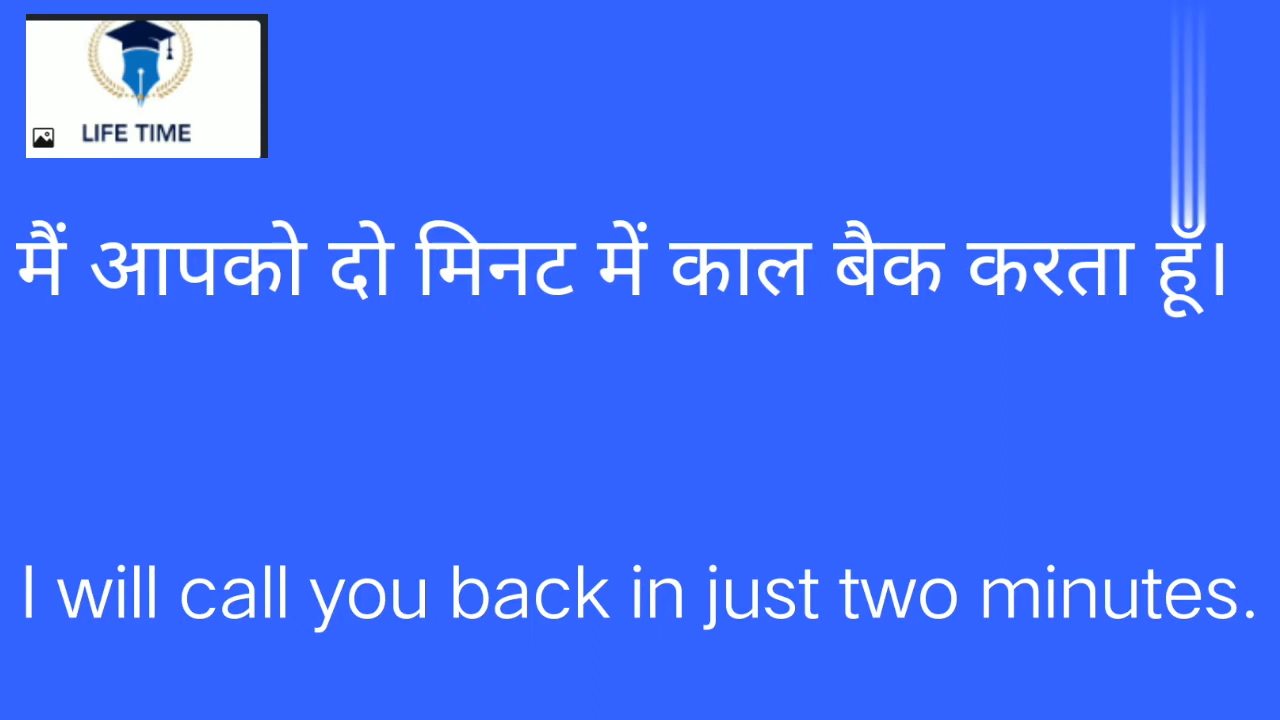 LIFE TIME
मैं आपको दो मिनट में काल बैक करता हूँ।
I will call you back in just two minutes.